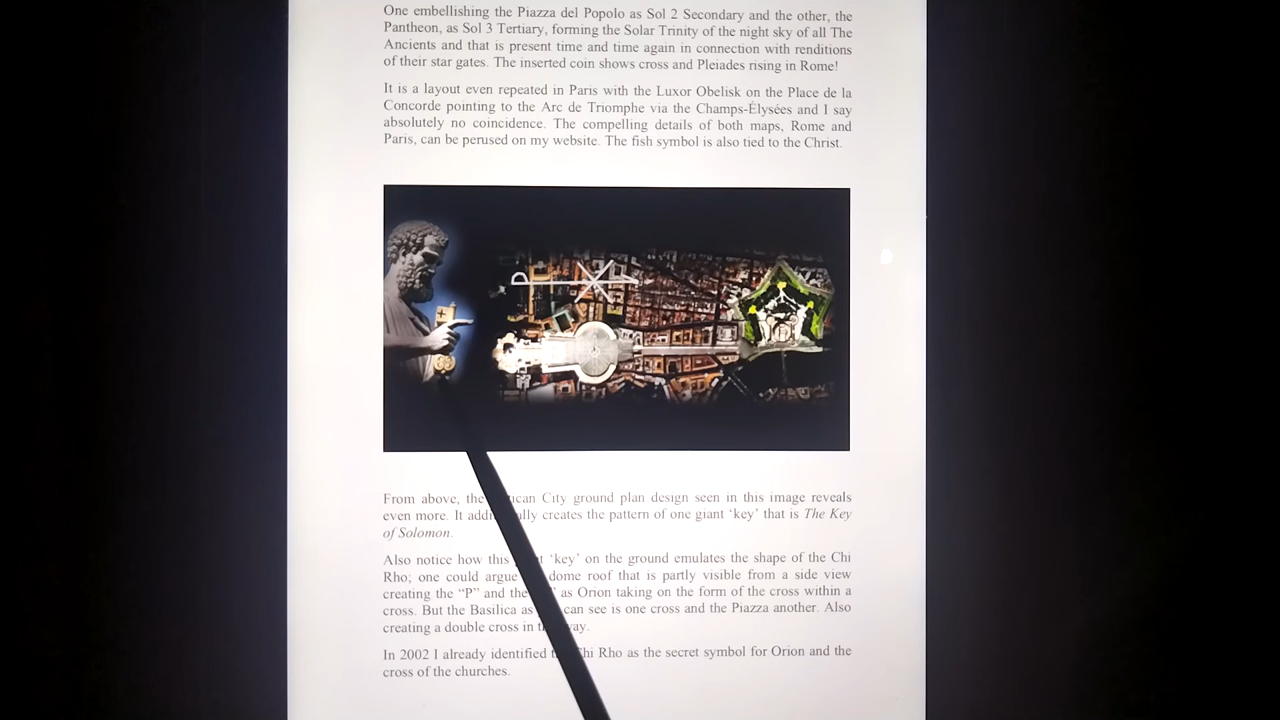 One embellishing the Piazza del Popolo as Sol 2 Secondary and the other, the
Pantheon, as Sol 3 Tertiary, forming the Solar Trinity of the night sky of all The
Ancients and that is present time and time again in connection with renditions
of their star gates. The inserted coin shows cross and Pleiades rising in Rome!
It is a layout even repeated in Paris with the Luxor Obelisk on the Place de la
Concorde pointing to the Arc de Triomphe via the Champs-Élysées and I say
absolutely no coincidence. The compelling details of both maps, Rome and
Paris, can be perused on my website. The fish symbol is also tied to the Christ.
From above, the City ground plan design seen in this image reveals
even more. It creates the pattern of one giant ‘key’ that is The Key
of Solomon.
Also notice how this ‘key’ on the ground emulates the shape of the Chi
Rho; one could argue dome roof that is partly visible from a side view
creating the “P” and the as Orion taking on the form of the cross within a
cross. But the Basilica as can see is one cross and the Piazza another. Also
creating a double cross in way.
In 2002 I already identified Chi Rho as the secret symbol for Orion and the
cross of the churches.